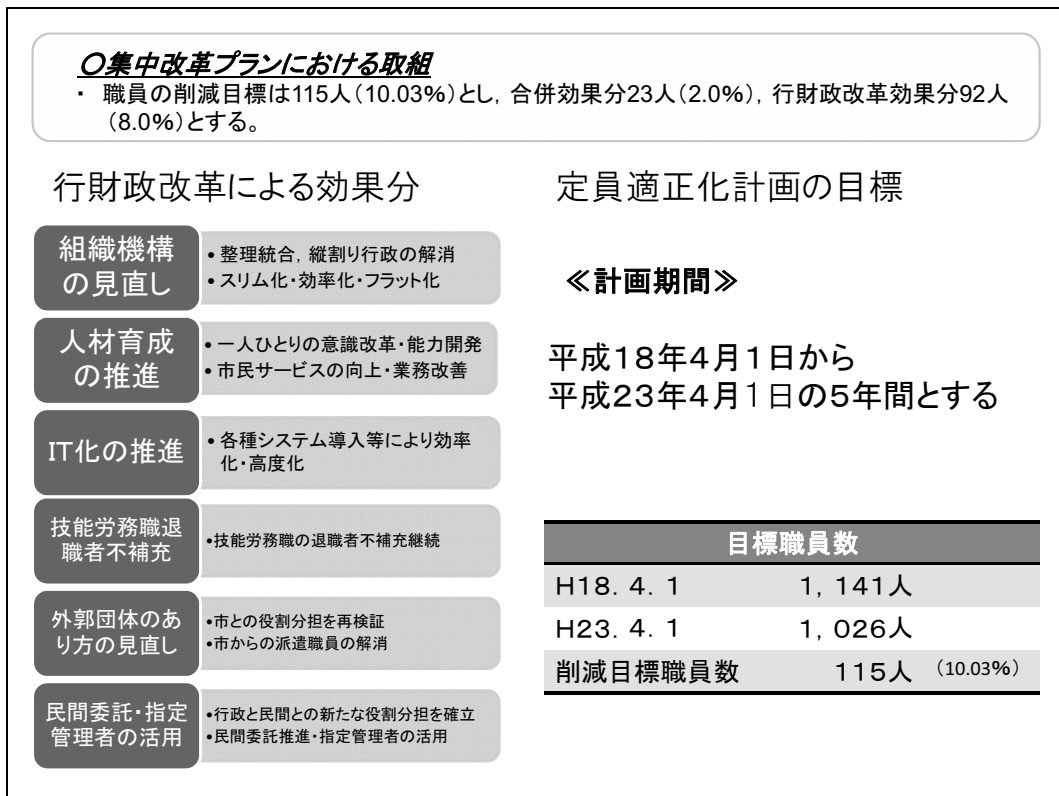 〇集中改革プランにおける取組
・ 職員の削減目標は115人(10.03%)とし，合併効果分23人(2.0%)，行財政改革効果分92人
(8.0%)とする。
行財政改革による効果分
組織機構
の見直し
• 整理統合，縦割り行政の解消
• スリム化・効率化・フラット化
人材育成
の推進
• 一人ひとりの意識改革・能力開発
• 市民サービスの向上・業務改善
IT化の推進
• 各種システム導入等により効率
化・高度化
技能労務職退
職者不補充
•技能労務職の退職者不補充継続
外郭団体のあ
り方の見直し
•市との役割分担を再検証
•市からの派遣職員の解消
民間委託・指定
管理者の活用
•行政と民間との新たな役割分担を確立
•民間委託推進・指定管理者の活用
定員適正化計画の目標
≪計画期間≫
平成１８年４月１日から
平成２３年４月１日の５年間とする
目標職員数
H18．4．1 1，141人
H23．4．1 1，026人
削減目標職員数 115人 （10.03%）